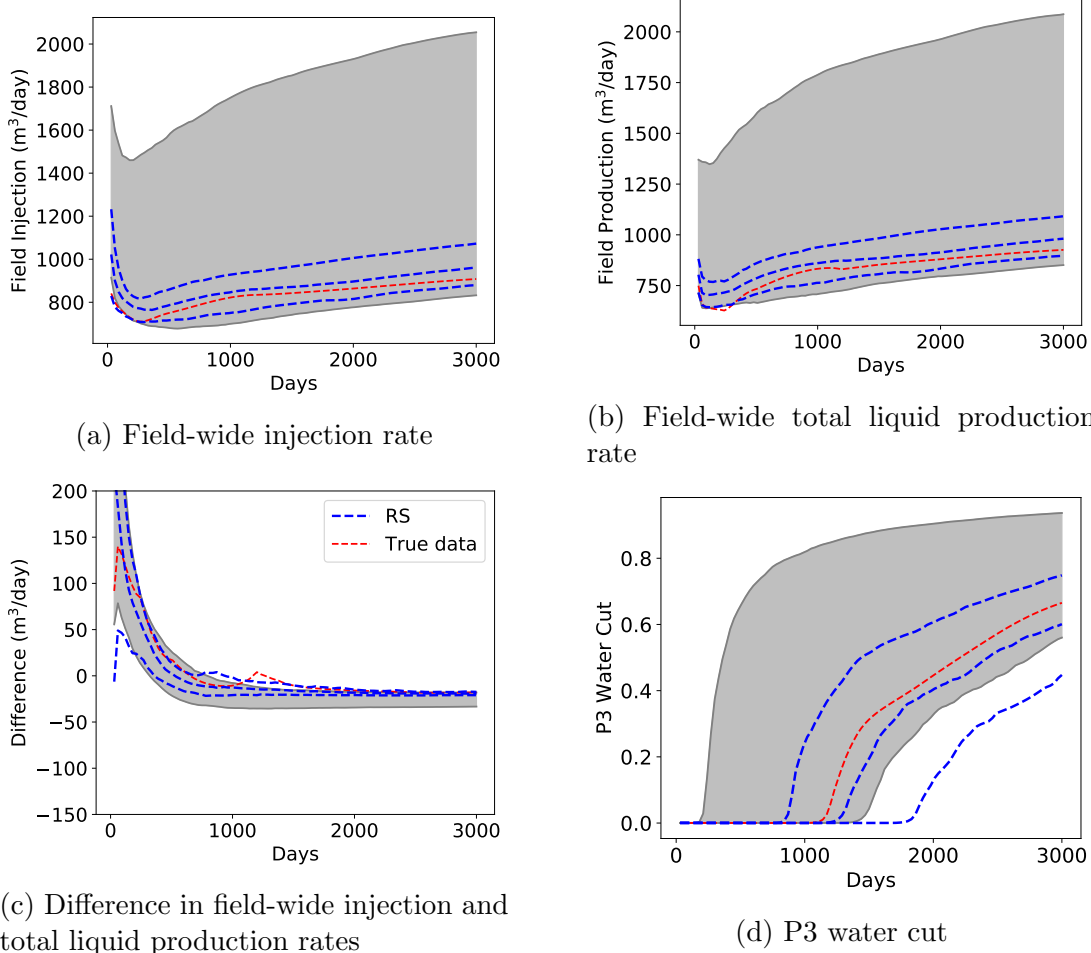 2000
1800
1600
1400
1200
1000
800
Field Injection (m³/day)
0 1000 2000 3000
Days
(a) Field-wide injection rate
2000
1750
1500
1250
1000
750
Field Production (m³/day)
0 1000 2000 3000
Days
(b) Field-wide total liquid production
rate
200
150
100
50
0
−50
−100
−150
Difference (m³/day)
RS
True data
0 1000 2000 3000
Days
(c) Difference in field-wide injection and
total liquid production rates
0.8
0.6
0.4
0.2
0.0
P3 Water Cut
0 1000 2000 3000
Days
(d) P3 water cut